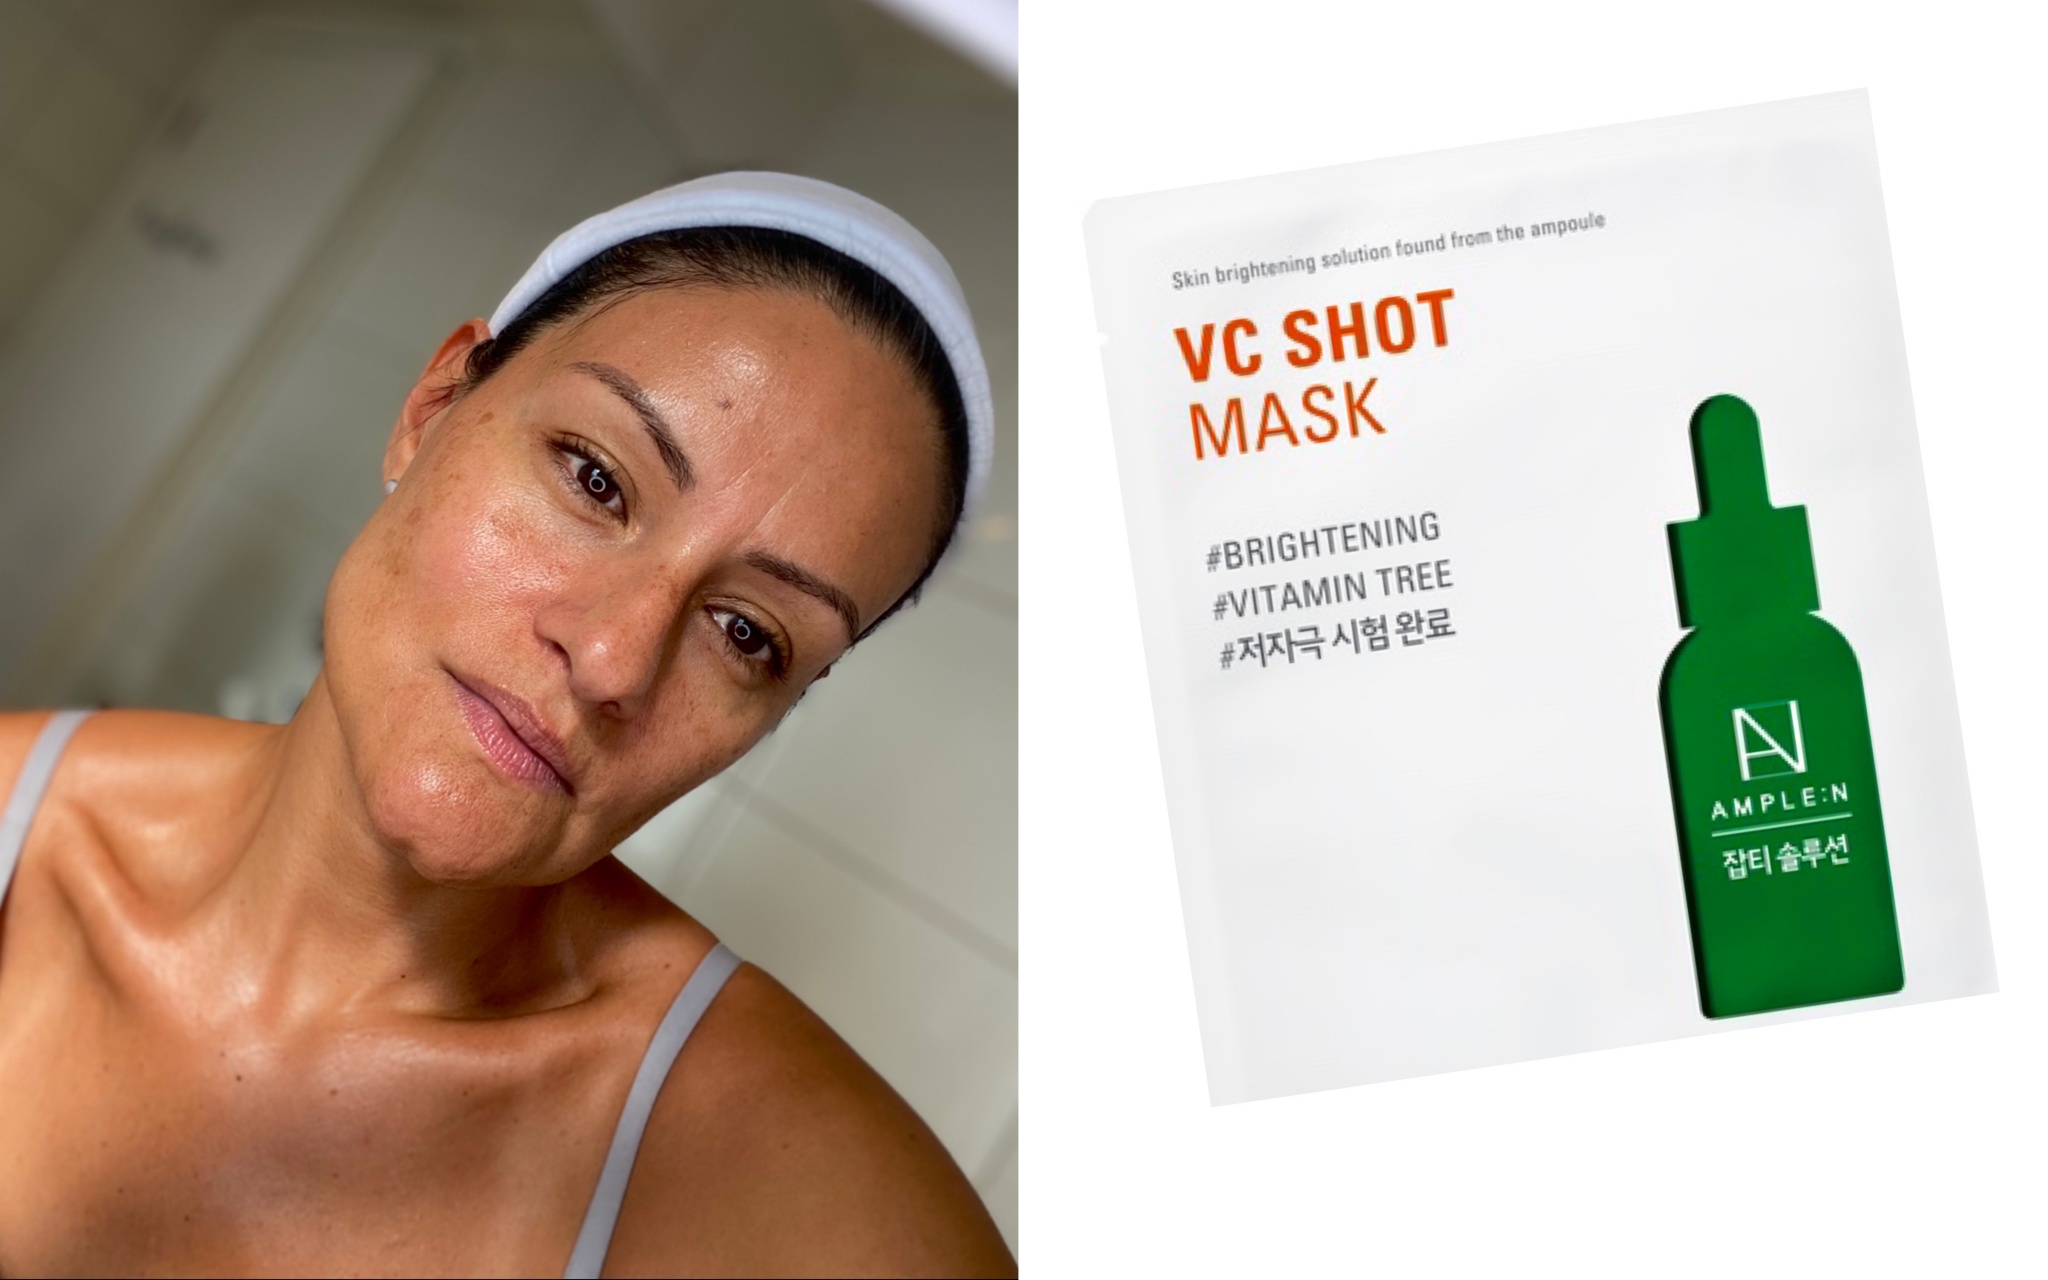 Skin brightening solution found from the ampoule
VC SHOT
MASK
#BRIGHTENING
#VITAMIN TREE
#저자극 시험 완료
AN
AMPLE:N
잡티 솔루션